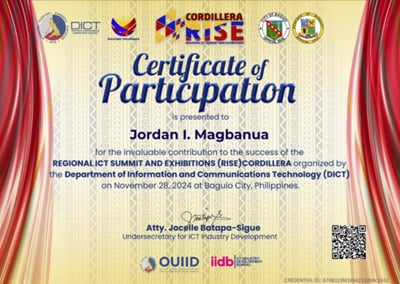 DICT
BAGONG PILIPINAS
CORDILLERA
RISE
Certificate of
Participation
is presented to
Jordan I. Magbanua
for the invaluable contribution to the success of the
REGIONAL ICT SUMMIT AND EXHIBITIONS (RISE)CORDILLERA organized by
the Department of Information and Communications Technology (DICT)
on November 28, 2024 at Baguio City, Philippines.
Atty. Jocelle Batapa-Sigue
Undersecretary for ICT Industry Development
OUIID
iidb
ICT INDUSTRY
DEVELOPMENT
BUREAU
CREDENTIAL ID: